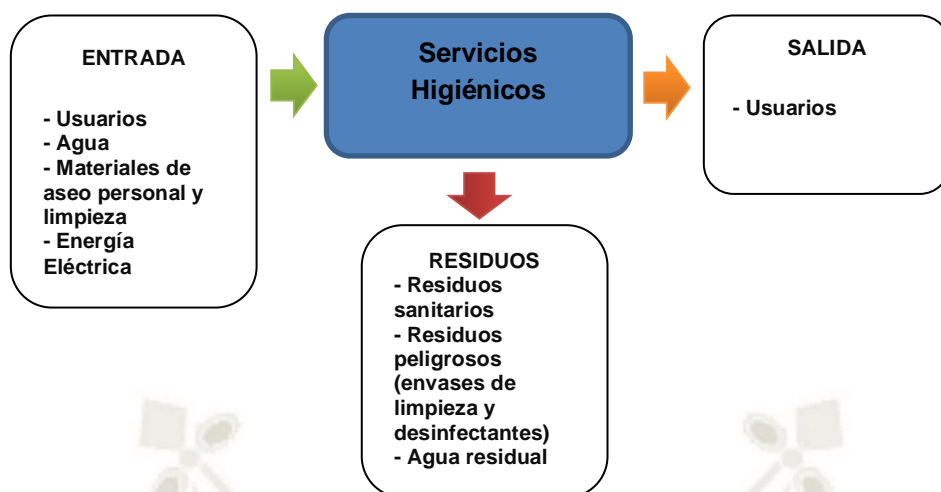 ENTRADA
- Usuarios
- Agua
- Materiales de
aseo personal y
limpieza
- Energía
Eléctrica
Servicios
Higiénicos
SALIDA
- Usuarios
RESIDUOS
- Residuos
sanitarios
- Residuos
peligrosos
(envases de
limpieza y
desinfectantes)
- Agua residual